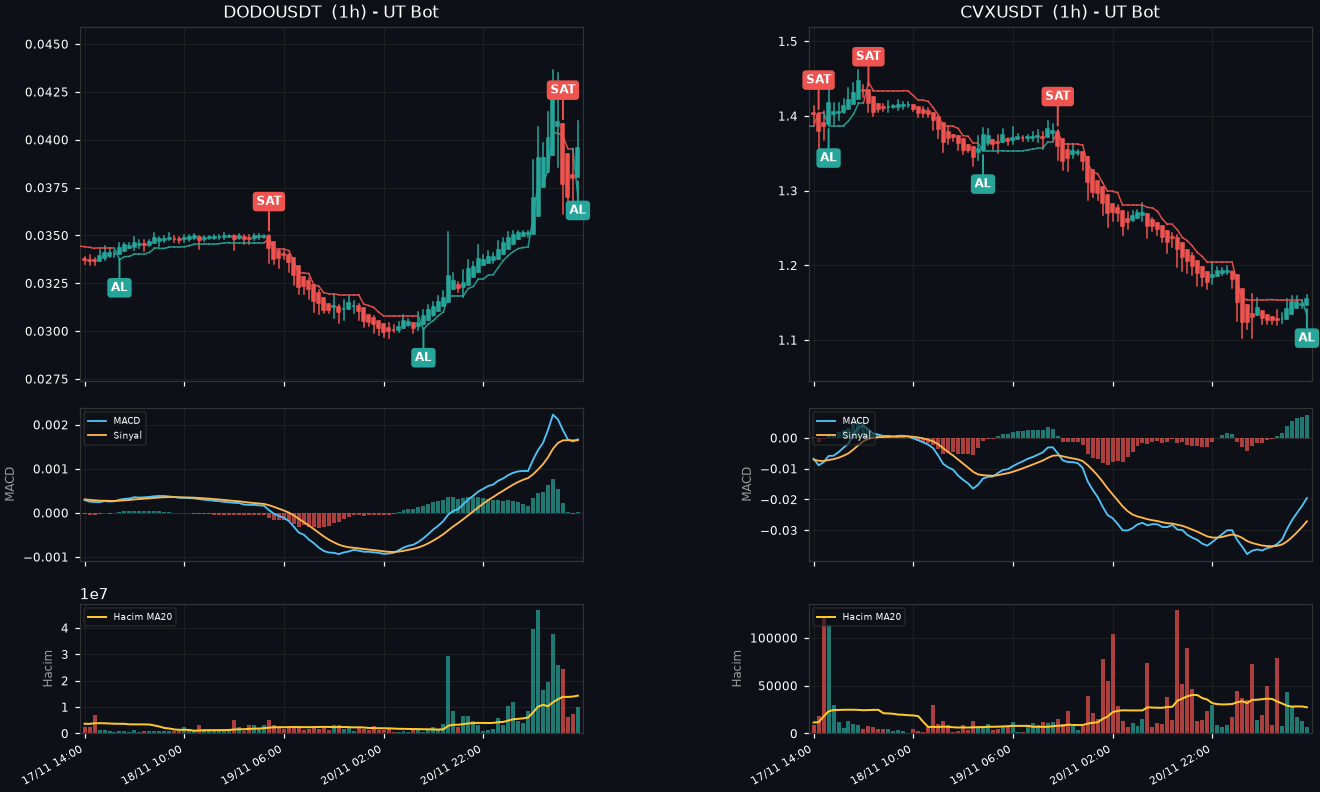 DODOUSDT (1h) - UT Bot
0.0450
0.0425
0.0400
0.0375
0.0350
0.0325
0.0300
0.0275
SAT
SAT
AL
AL
AL
MACD
Sinyal
0.002
0.001
0.000
−0.001
MACD
1e7
Hacim MA20
4
3
2
1
0
Hacim
17/11 14:00
18/11 10:00
19/11 06:00
20/11 02:00
20/11 22:00
CVXUSDT (1h) - UT Bot
1.5
1.4
1.3
1.2
1.1
SAT
SAT
SAT
AL
AL
AL
MACD
Sinyal
0.00
−0.01
−0.02
−0.03
MACD
Hacim MA20
100000
50000
0
Hacim
17/11 14:00
18/11 10:00
19/11 06:00
20/11 02:00
20/11 22:00